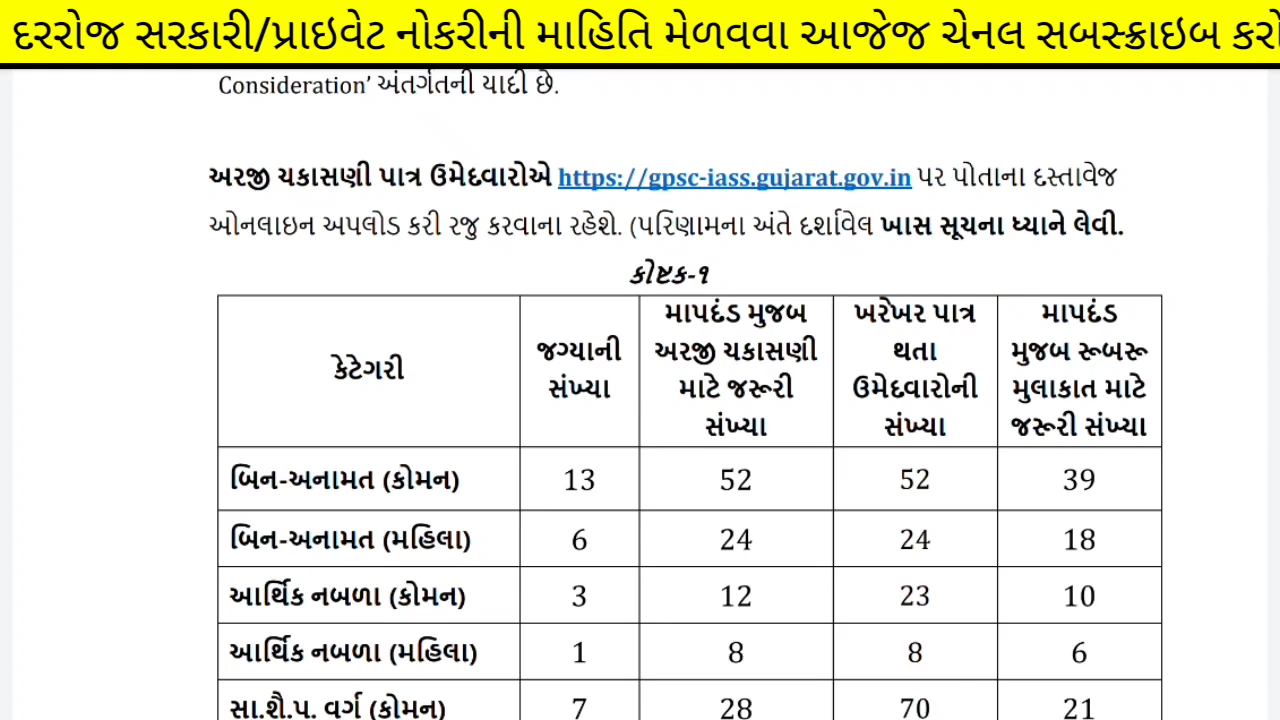 દરરોજ સરકારી/પ્રાઇવેટ નોકરીની માહિતિ મેળવવા આજેજ ચેનલ સબસ્ક્રાઇબ કરો
Consideration’ અંતર્ગતની યાદી છે.
અરજી ચકાસણી પાત્ર ઉમેદવારોએ https://gpsc-iass.gujarat.gov.in પર પોતાના દસ્તાવેજ
ઓનલાઇન અપલોડ કરી રજુ કરવાના રહેશે. (પરિણામના અંતે દર્શાવેલ ખાસ સૂચના ધ્યાને લેવી.
કોષ્ટક-૧
કેટેગરી
જગ્યાની
સંખ્યા
માપદંડ મુજબ
અરજી ચકાસણી
માટે જરૂરી
સંખ્યા
ખરેખર પાત્ર
થતા
ઉમેદવારોની
સંખ્યા
માપદંડ
મુજબ રૂબરૂ
મુલાકાત માટે
જરૂરી સંખ્યા
બિન-અનામત (કોમન) 13 52 52 39
બિન-અનામત (મહિલા) 6 24 24 18
આર્થિક નબળા (કોમન) 3 12 23 10
આર્થિક નબળા (મહિલા) 1 8 8 6
સા.શૈ.પ. વર્ગ (કોમન) 7 28 70 21